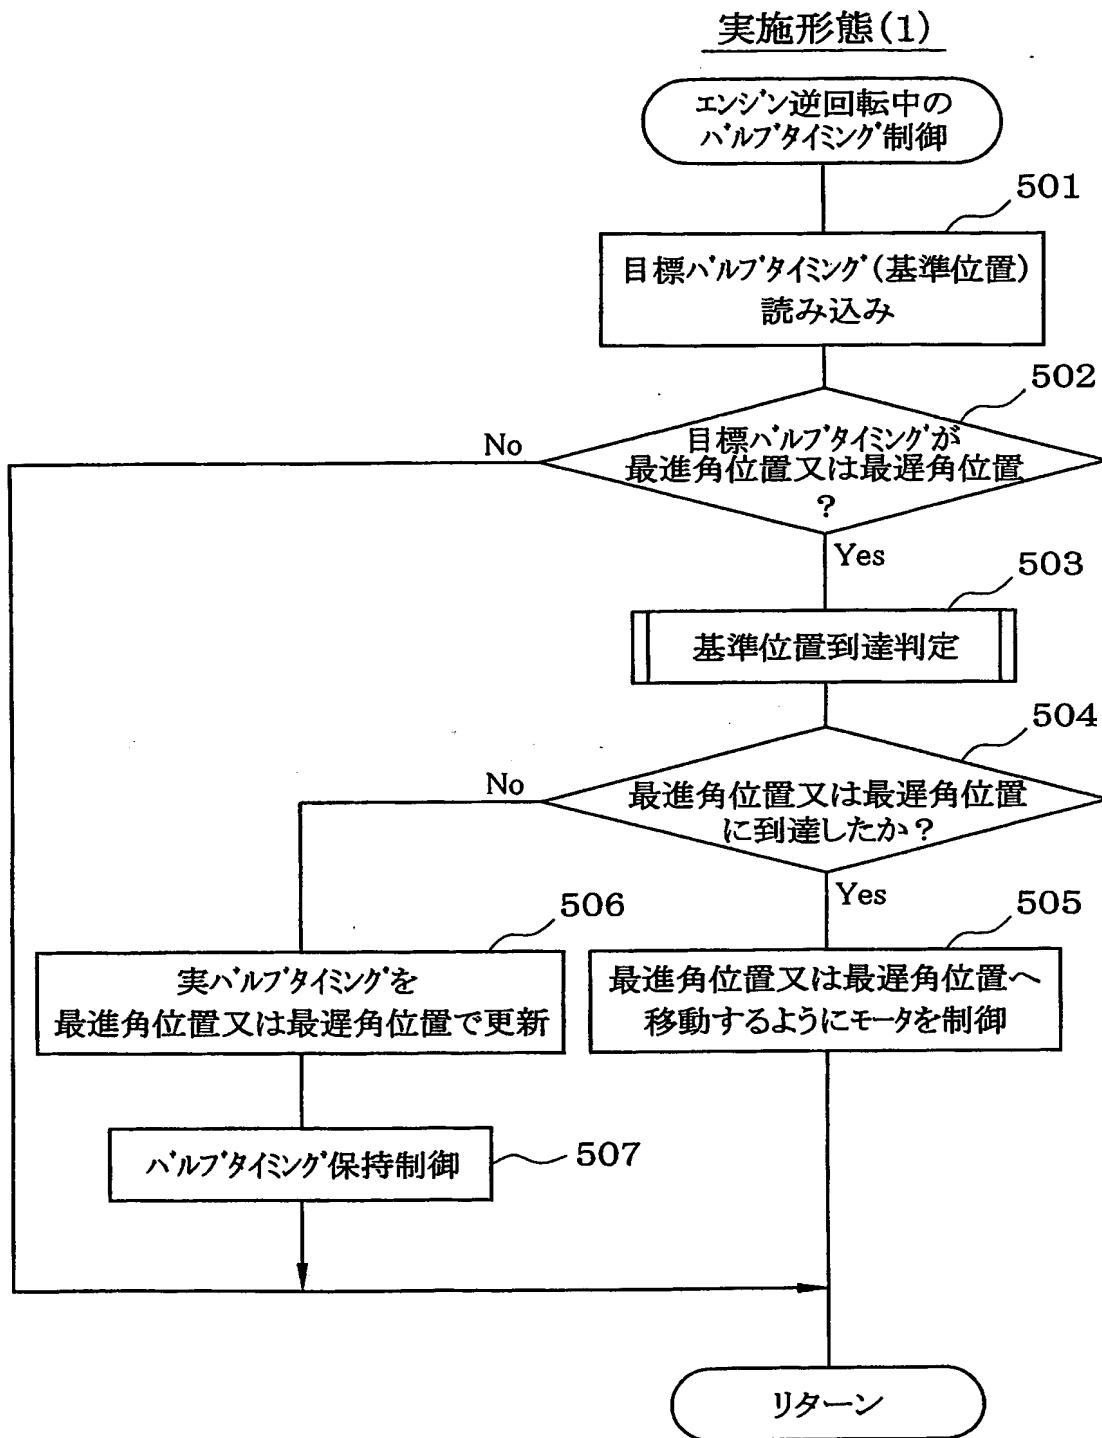 実施形態(1)
エンジン逆回転中の
バルブタイミング制御
501
目標バルブタイミング(基準位置)
読み込み
502
目標バルブタイミングが
最進角位置又は最遅角位置
?
No
Yes
503
基準位置到達判定
504
最進角位置又は最遅角位置
に到達したか?
No
Yes
506
実バルブタイミングを
最進角位置又は最遅角位置で更新
505
最進角位置又は最遅角位置へ
移動するようにモータを制御
バルブタイミング保持制御
507
リターン